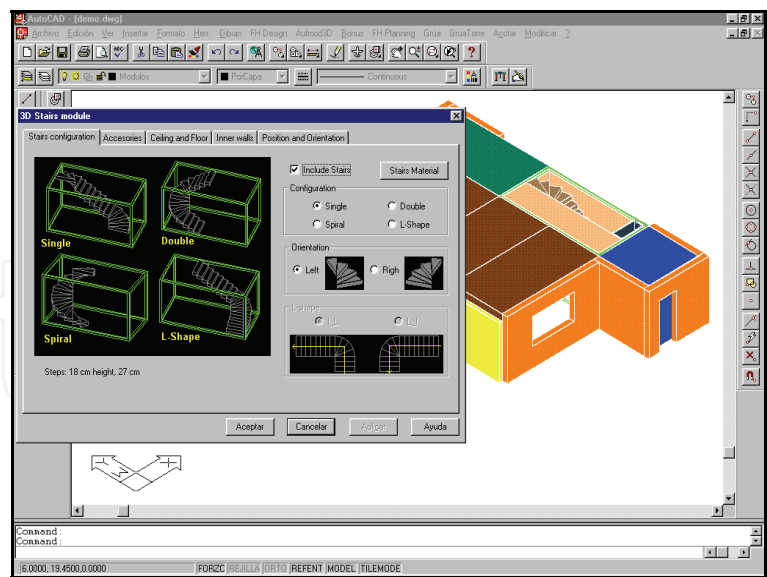 AutoCAD - [demo.dwg]
Archivo Edición Ver Insertar Formato Herr. Dibujo FH Design Autmod3D Bonus FH Planning Grúa GruaTorre Acotar Modificar ?
Modulos PorCapa Continuous
3D Stairs module
Stairs configuration Accesories Ceiling and Floor Inner walls Position and Orientation
Include Stairs Stairs Material
Configuration
Single Double
Spiral L-Shape
Single Double
Spiral L-Shape
Orientation
Left Righ
L-shape
Steps: 18 cm height, 27 cm
Aceptar Cancelar Aplicar Ayuda
X Y
Command:
Command:
6.0000, 19.4500,0.0000 FORZC REJILLA ORTO REFENT MODEL TILEMODE